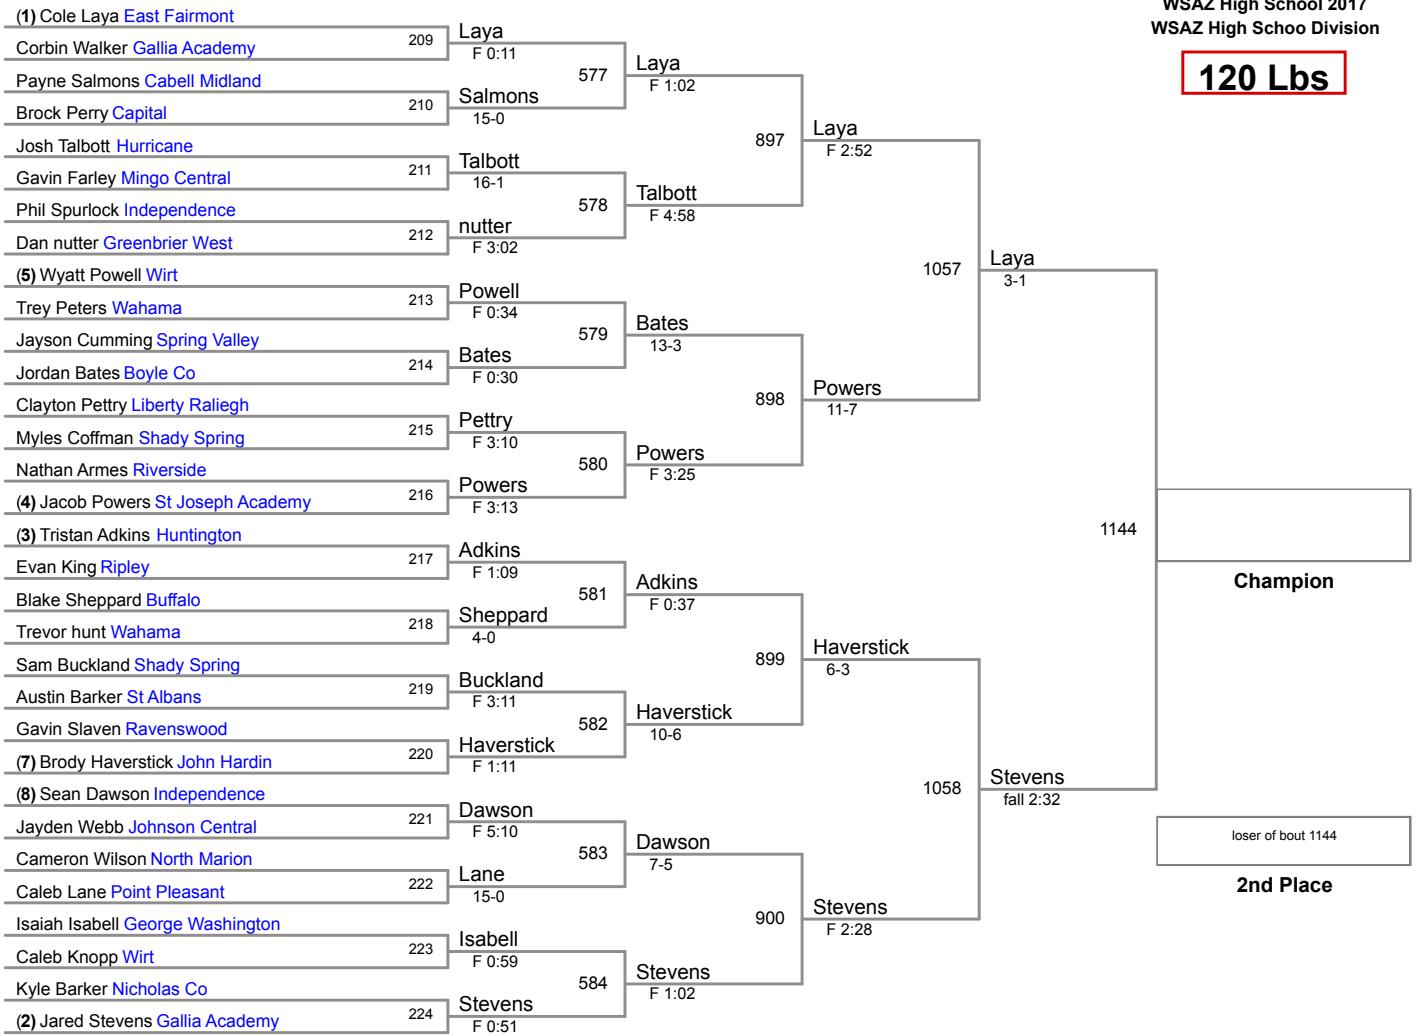 WSAZ High School 2017
WSAZ High Schoo Division
120 Lbs
(1) Cole Laya East Fairmont
Corbin Walker Gallia Academy
Payne Salmons Cabell Midland
Brock Perry Capital
Josh Talbott Hurricane
Gavin Farley Mingo Central
Phil Spurlock Independence
Dan nutter Greenbrier West
(5) Wyatt Powell Wirt
Trey Peters Wahama
Jayson Cumming Spring Valley
Jordan Bates Boyle Co
Clayton Pettry Liberty Raliegh
Myles Coffman Shady Spring
Nathan Armes Riverside
(4) Jacob Powers St Joseph Academy
(3) Tristan Adkins Huntington
Evan King Ripley
Blake Sheppard Buffalo
Trevor hunt Wahama
Sam Buckland Shady Spring
Austin Barker St Albans
Gavin Slaven Ravenswood
(7) Brody Haverstick John Hardin
(8) Sean Dawson Independence
Jayden Webb Johnson Central
Cameron Wilson North Marion
Caleb Lane Point Pleasant
Isaiah Isabell George Washington
Caleb Knopp Wirt
Kyle Barker Nicholas Co
(2) Jared Stevens Gallia Academy
209
210
211
212
213
214
215
216
217
218
219
220
221
222
223
224
Laya
F 0:11
Salmons
15-0
Talbott
16-1
nutter
F 3:02
Powell
F 0:34
Bates
F 0:30
Pettry
F 3:10
Powers
F 3:13
Adkins
F 1:09
Sheppard
4-0
Buckland
F 3:11
Haverstick
F 1:11
Dawson
F 5:10
Lane
15-0
Isabell
F 0:59
Stevens
F 0:51
577
578
579
580
581
582
583
584
Laya
F 1:02
Talbott
F 4:58
Bates
13-3
Powers
F 3:25
Adkins
F 0:37
Haverstick
10-6
Dawson
7-5
Stevens
F 1:02
897
898
899
900
Laya
F 2:52
Powers
11-7
Haverstick
6-3
Stevens
F 2:28
1057
1058
Laya
3-1
Stevens
fall 2:32
1144
Champion
loser of bout 1144
2nd Place